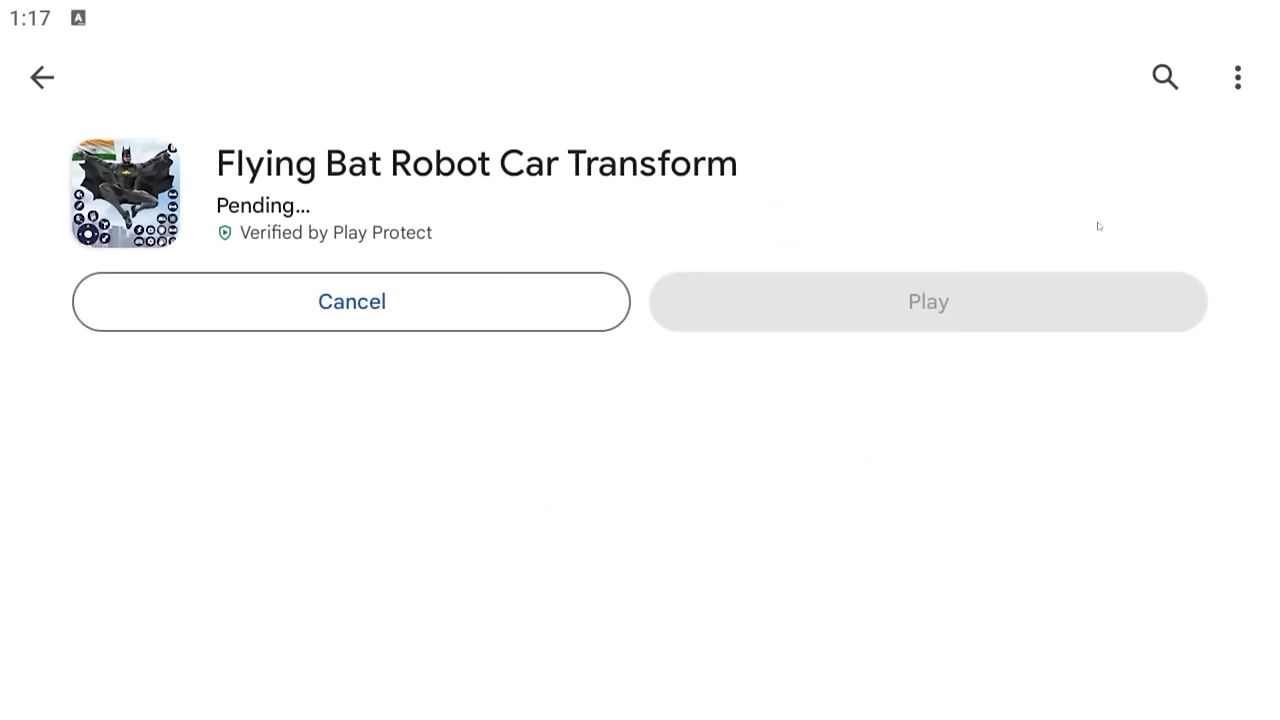 1:17
A
Flying Bat Robot Car Transform
Pending...
Verified by Play Protect
Cancel
Play